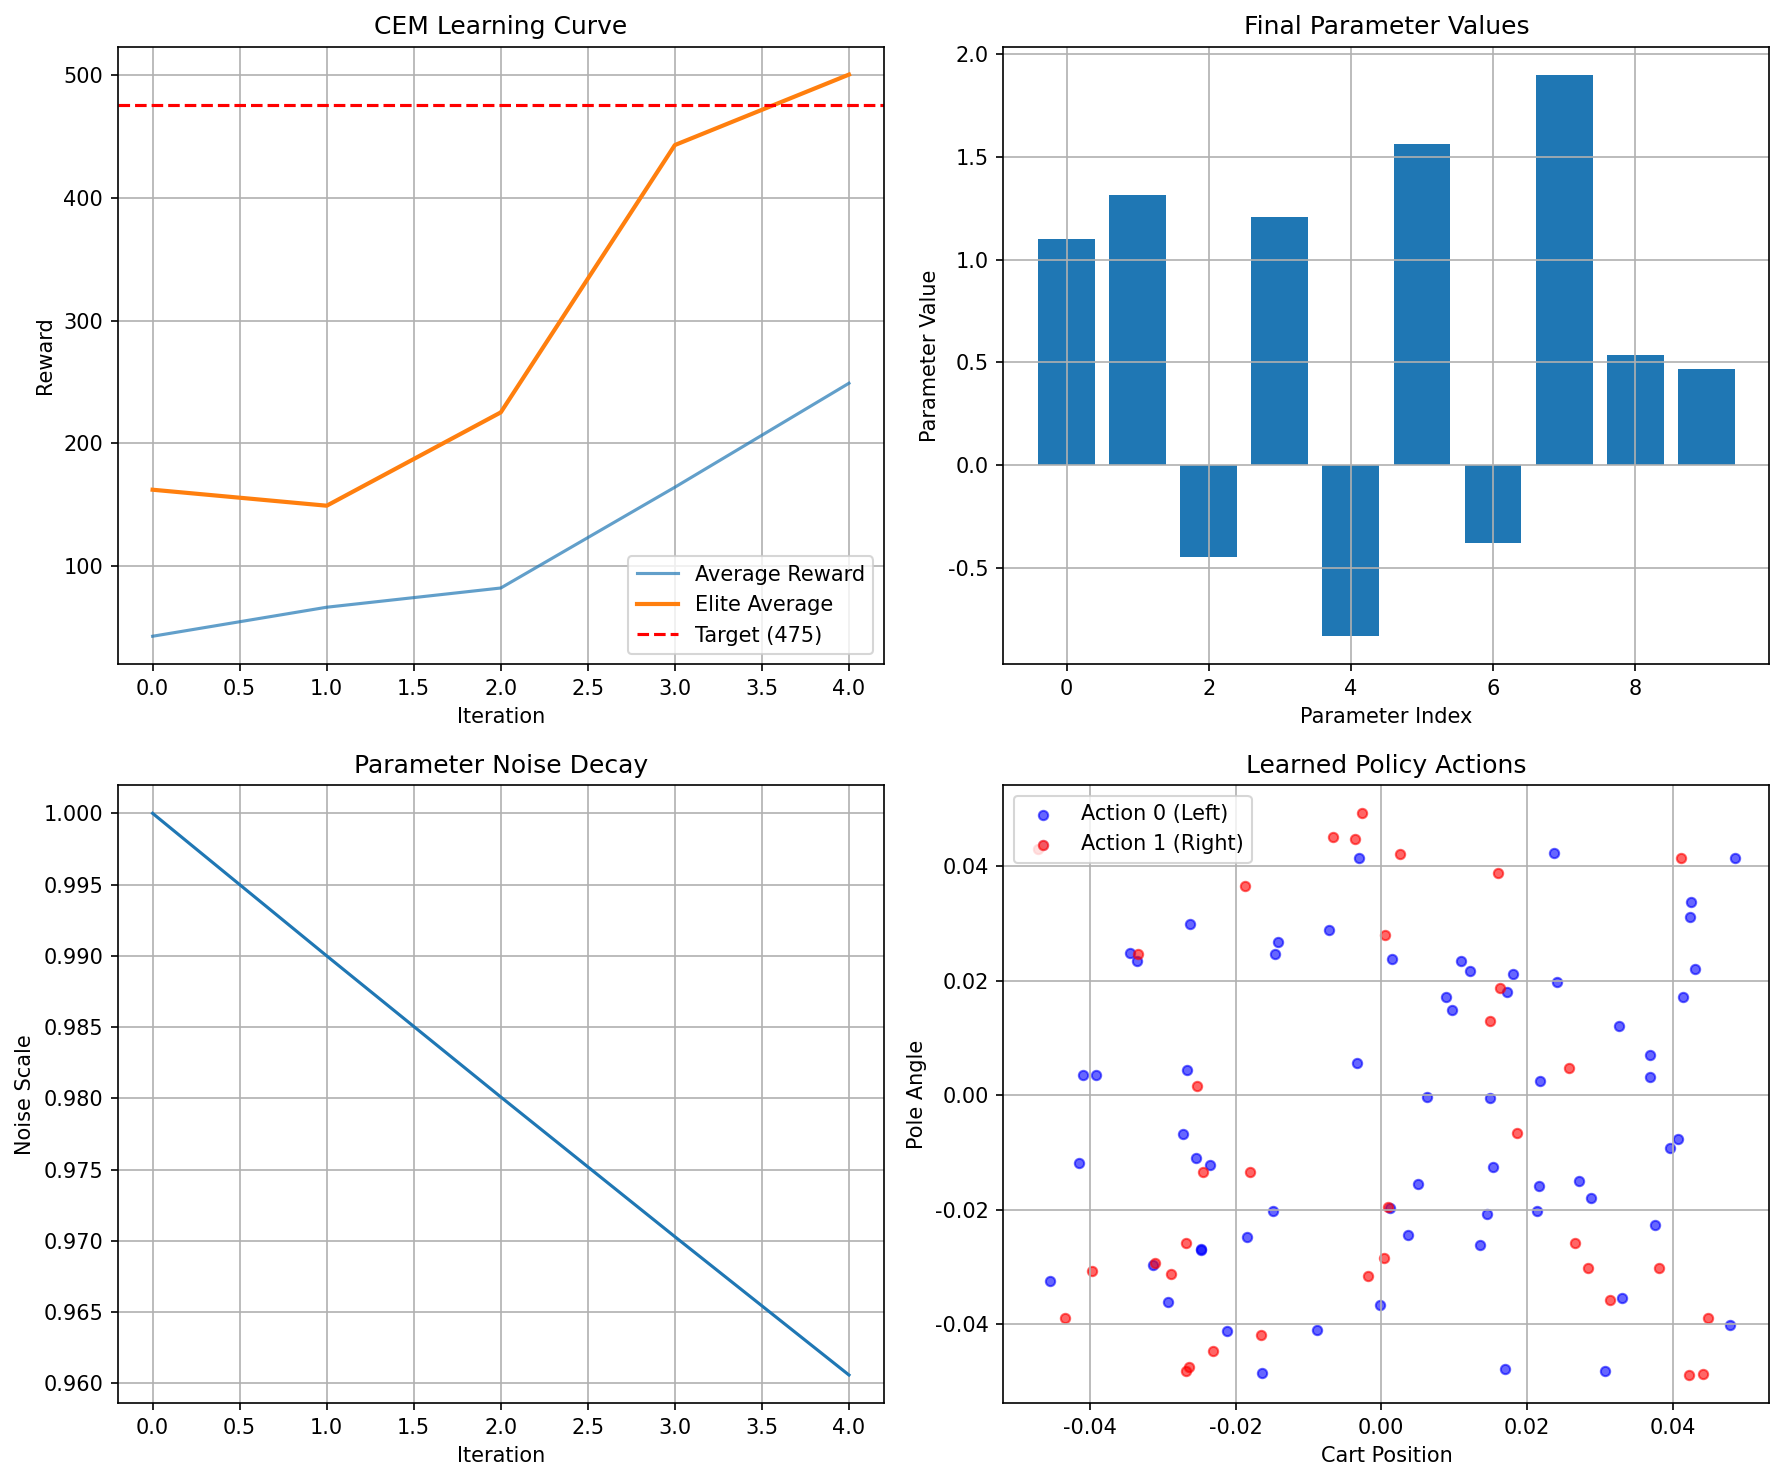 CEM Learning Curve
500
400
300
200
100
Reward
Average Reward
Elite Average
Target (475)
0.0 0.5 1.0 1.5 2.0 2.5 3.0 3.5 4.0
Iteration
Final Parameter Values
2.0
1.5
1.0
0.5
0.0
-0.5
Parameter Value
0 2 4 6 8
Parameter Index
Parameter Noise Decay
1.000
0.995
0.990
0.985
0.980
0.975
0.970
0.965
0.960
Noise Scale
0.0 0.5 1.0 1.5 2.0 2.5 3.0 3.5 4.0
Iteration
Learned Policy Actions
Action 0 (Left)
Action 1 (Right)
0.04
0.02
0.00
-0.02
-0.04
Pole Angle
-0.04 -0.02 0.00 0.02 0.04
Cart Position